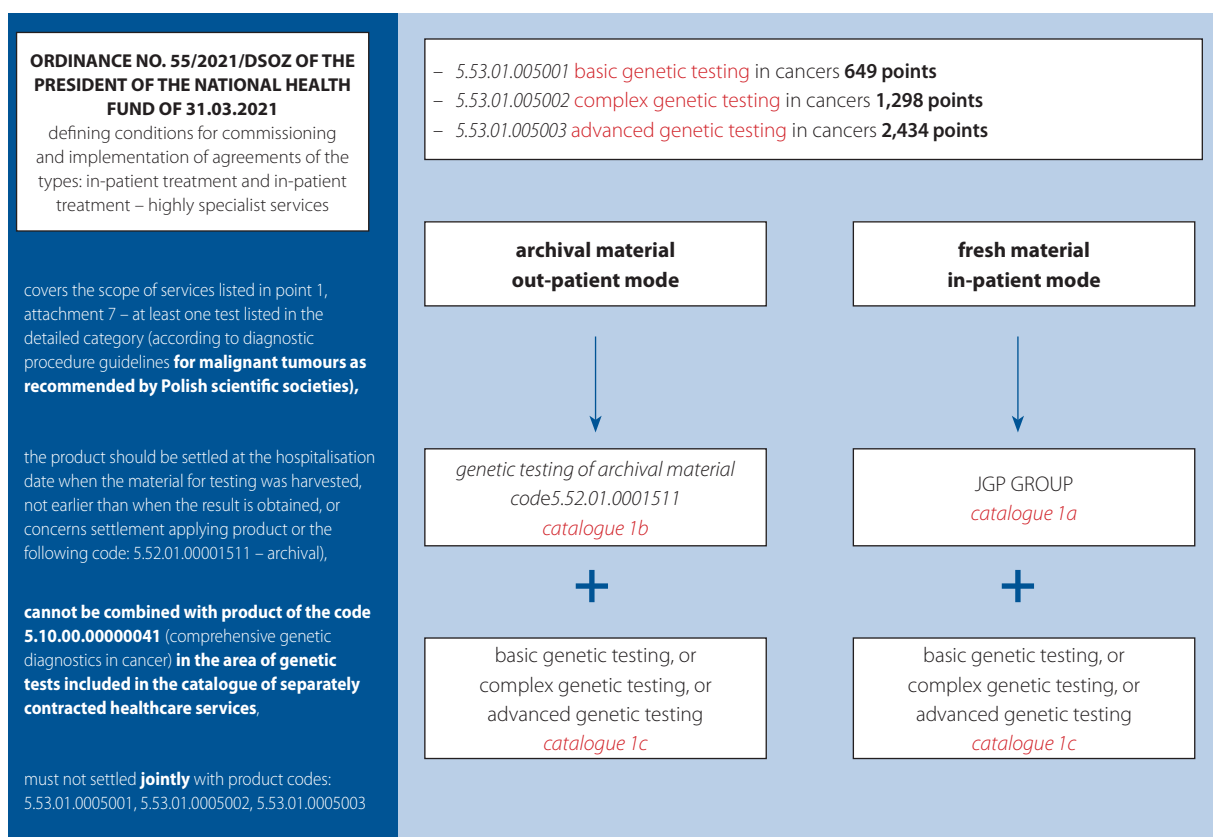 ORDINANCE NO. 55/2021/DSOZ OF THE
PRESIDENT OF THE NATIONAL HEALTH
FUND OF 31.03.2021
defining conditions for commissioning
and implementation of agreements of the
types: in-patient treatment and in-patient
treatment – highly specialist services
covers the scope of services listed in point 1,
attachment 7 – at least one test listed in the
detailed category (according to diagnostic
procedure guidelines for malignant tumours as
recommended by Polish scientific societies),
the product should be settled at the hospitalisation
date when the material for testing was harvested,
not earlier than when the result is obtained, or
concerns settlement applying product or the
following code: 5.52.01.00001511 – archival),
cannot be combined with product of the code
5.10.00.00000041 (comprehensive genetic
diagnostics in cancer) in the area of genetic
tests included in the catalogue of separately
contracted healthcare services,
must not settled jointly with product codes:
5.53.01.0005001, 5.53.01.0005002, 5.53.01.0005003
– 5.53.01.005001 basic genetic testing in cancers 649 points
– 5.53.01.005002 complex genetic testing in cancers 1,298 points
– 5.53.01.005003 advanced genetic testing in cancers 2,434 points
archival material
out-patient mode
genetic testing of archival material
code5.52.01.0001511
catalogue 1b
+
basic genetic testing, or
complex genetic testing, or
advanced genetic testing
catalogue 1c
fresh material
in-patient mode
JGP GROUP
catalogue 1a
+
basic genetic testing, or
complex genetic testing, or
advanced genetic testing
catalogue 1c